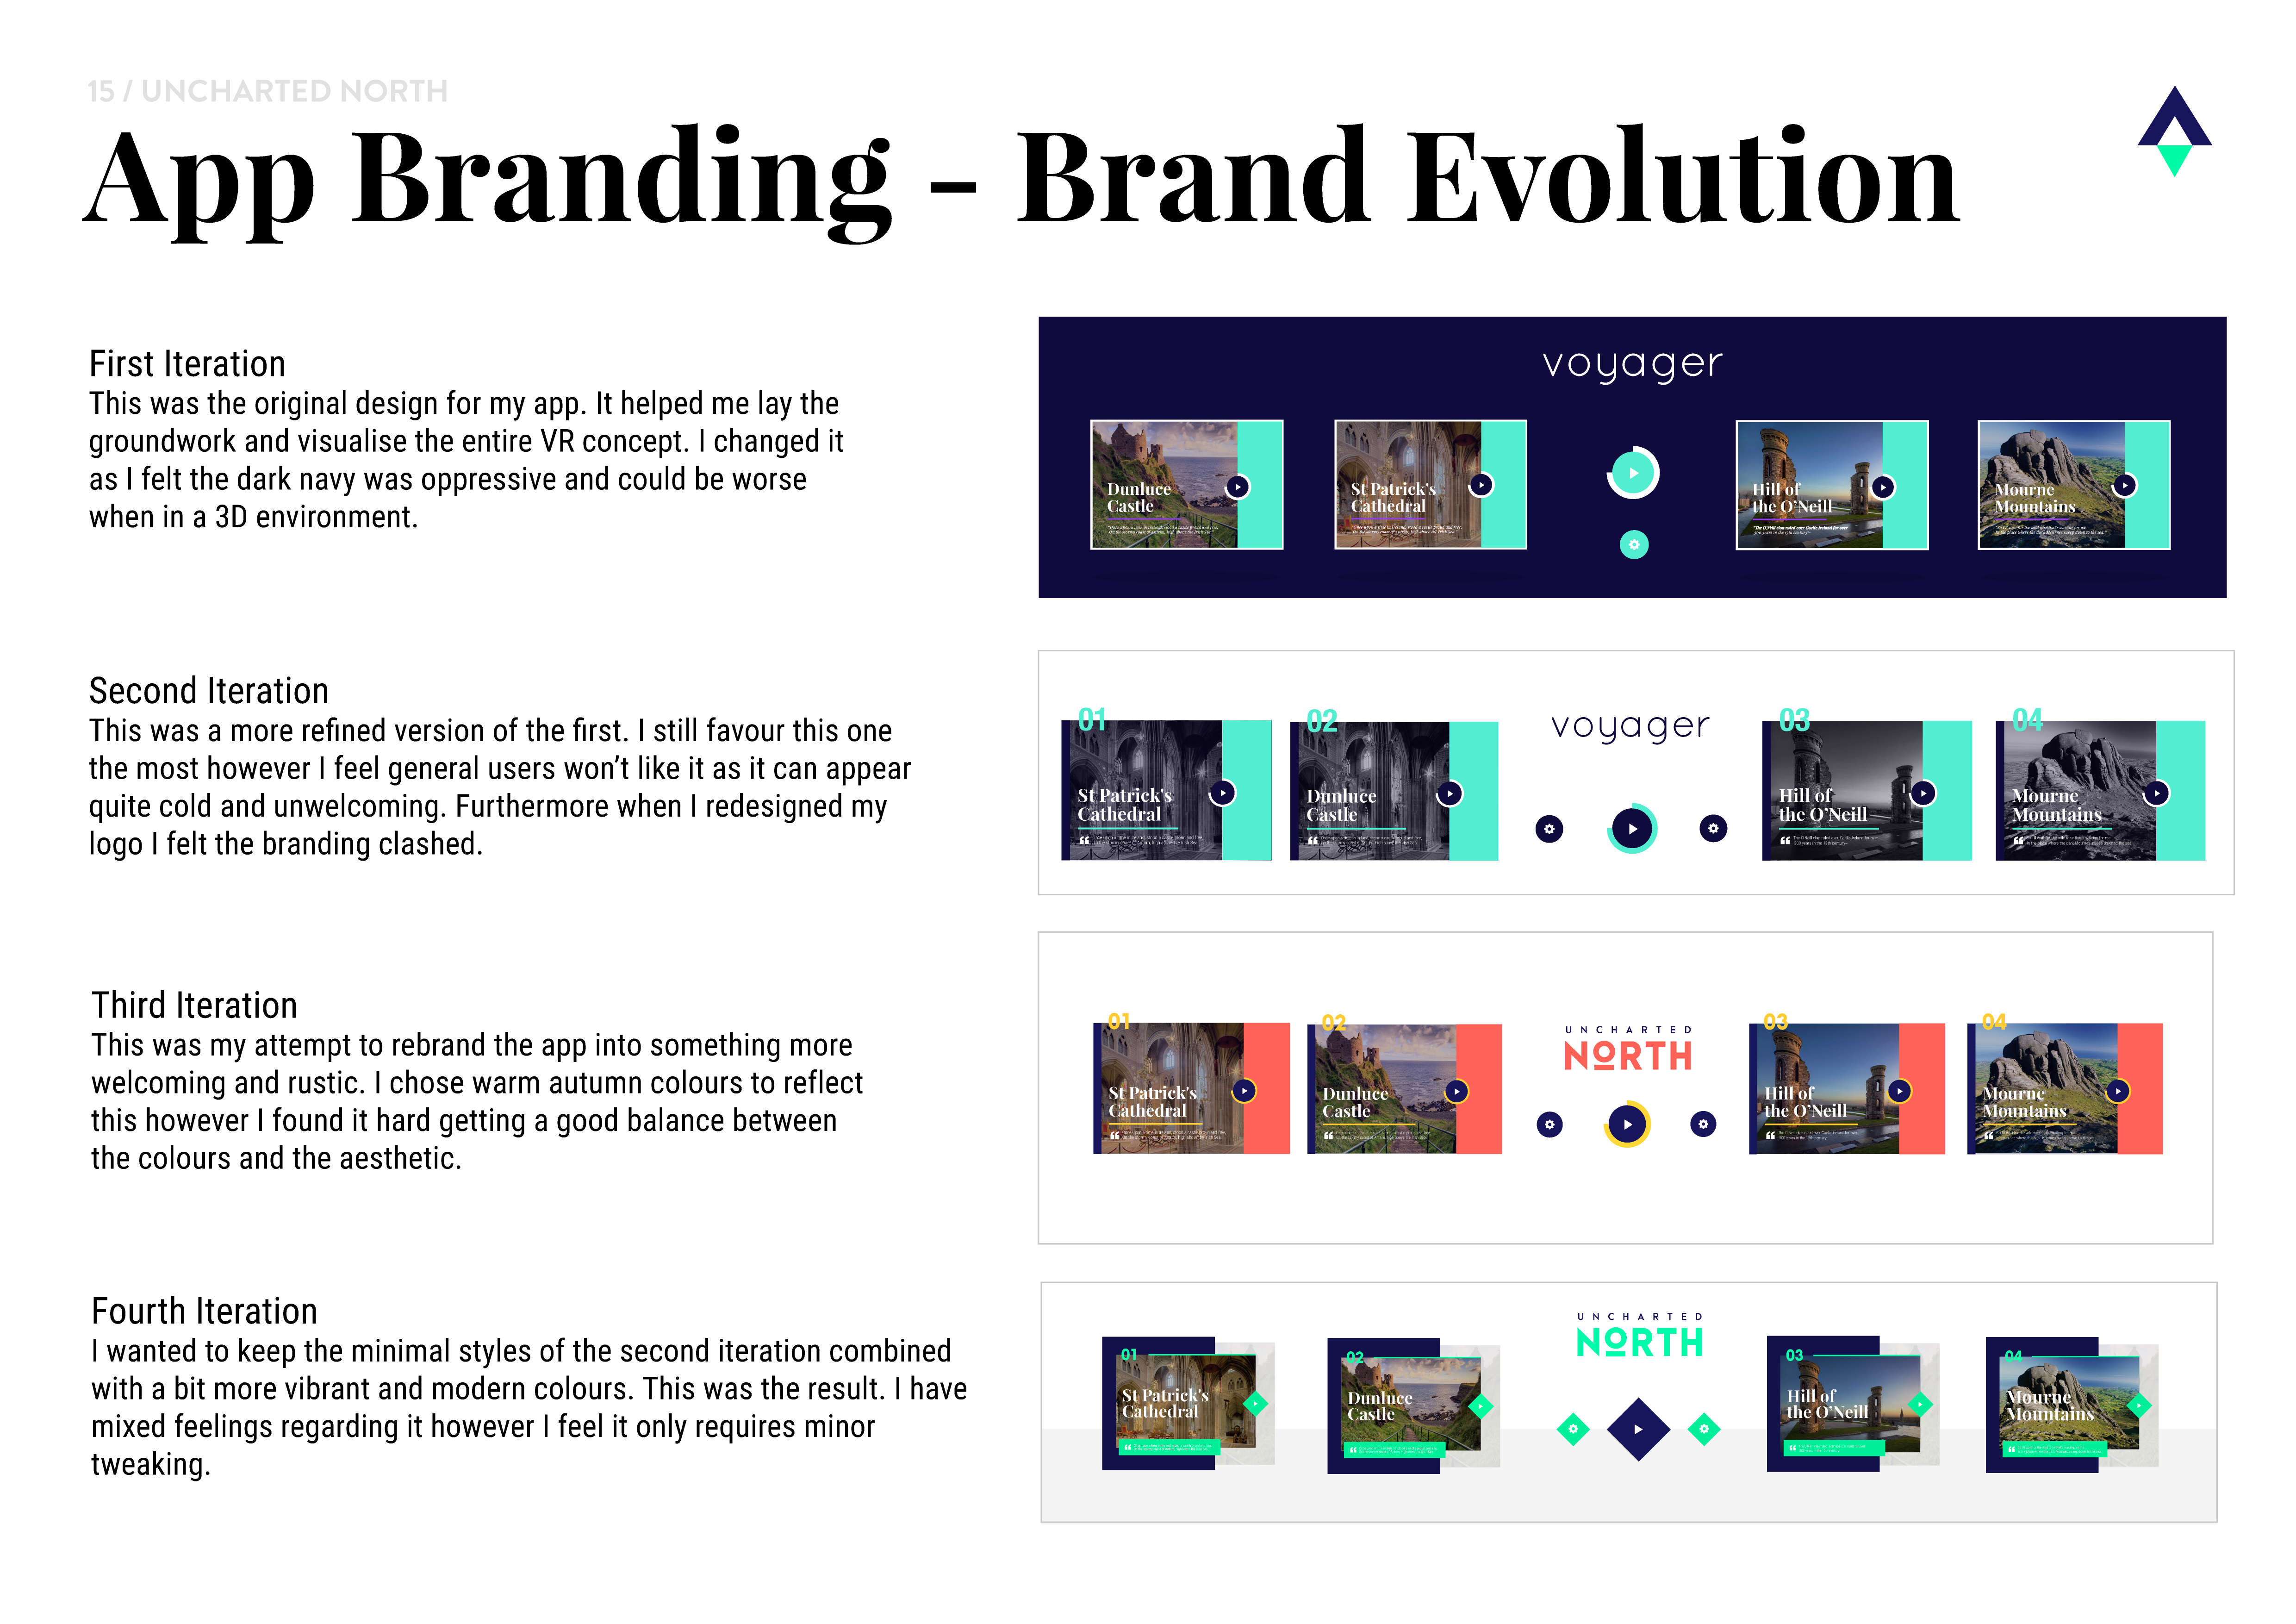 15 / UNCHARTED NORTH
App Branding – Brand Evolution
First Iteration
This was the original design for my app. It helped me lay the
groundwork and visualise the entire VR concept. I changed it
as I felt the dark navy was oppressive and could be worse
when in a 3D environment.
voyager
Dunluce
Castle
St Patrick's
Cathedral
Hill of
the O'Neill
Mourne
Mountains
Second Iteration
This was a more refined version of the first. I still favour this one
the most however I feel general users won't like it as it can appear
quite cold and unwelcoming. Furthermore when I redesigned my
logo I felt the branding clashed.
01
St Patrick's
Cathedral
02
Dunluce
Castle
voyager
03
Hill of
the O'Neill
04
Mourne
Mountains
Third Iteration
This was my attempt to rebrand the app into something more
welcoming and rustic. I chose warm autumn colours to reflect
this however I found it hard getting a good balance between
the colours and the aesthetic.
01
St Patrick's
Cathedral
02
Dunluce
Castle
UNCHARTED
NORTH
03
Hill of
the O'Neill
04
Mourne
Mountains
Fourth Iteration
I wanted to keep the minimal styles of the second iteration combined
with a bit more vibrant and modern colours. This was the result. I have
mixed feelings regarding it however I feel it only requires minor
tweaking.
01
St Patrick's
Cathedral
02
Dunluce
Castle
UNCHARTED
NORTH
03
Hill of
the O'Neill
04
Mourne
Mountains